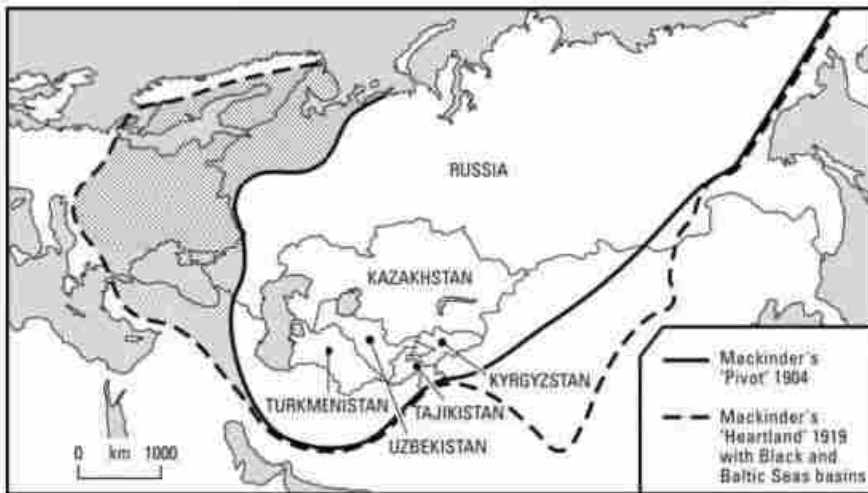 RUSSIA
KAZAKHSTAN
KYRGYZSTAN
TURKMENISTAN
TAJIKISTAN
UZBEKISTAN
0 km 1000
Mackinder's
"Pivot" 1904
Mackinder's
'Heartland' 1919
with Black and
Baltic Seas basins